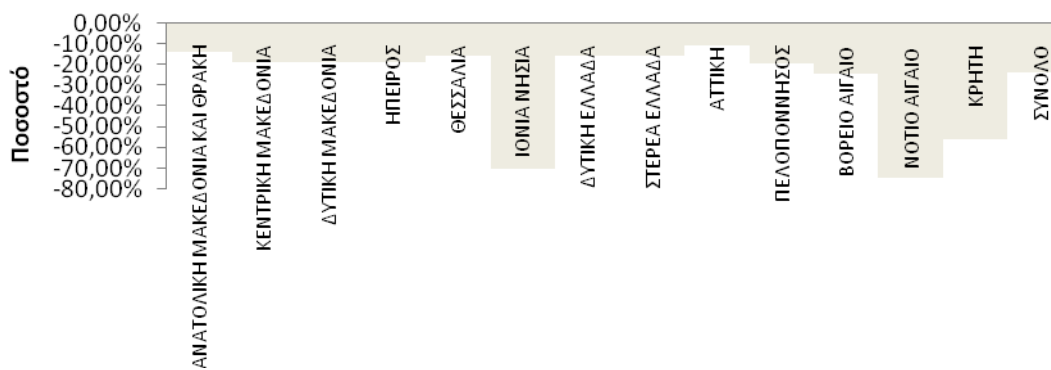 0,00%
-10,00%
-20,00%
-30,00%
-40,00%
-50,00%
-60,00%
-70,00%
-80,00%
Ποσοστό
ΑΝΑΤΟΛΙΚΗ ΜΑΚΕΔΟΝΙΑ ΚΑΙ ΘΡΑΚΗ
ΚΕΝΤΡΙΚΗ ΜΑΚΕΔΟΝΙΑ
ΔΥΤΙΚΗ ΜΑΚΕΔΟΝΙΑ
ΗΠΕΙΡΟΣ
ΘΕΣΣΑΛΙΑ
ΙΟΝΙΑ ΝΗΣΙΑ
ΔΥΤΙΚΗ ΕΛΛΑΔΑ
ΣΤΕΡΕΑ ΕΛΛΑΔΑ
ΑΤΤΙΚΗ
ΠΕΛΟΠΟΝΝΗΣΟΣ
ΒΟΡΕΙΟ ΑΙΓΑΙΟ
ΝΟΤΙΟ ΑΙΓΑΙΟ
ΚΡΗΤΗ
ΣΥΝΟΛΟ